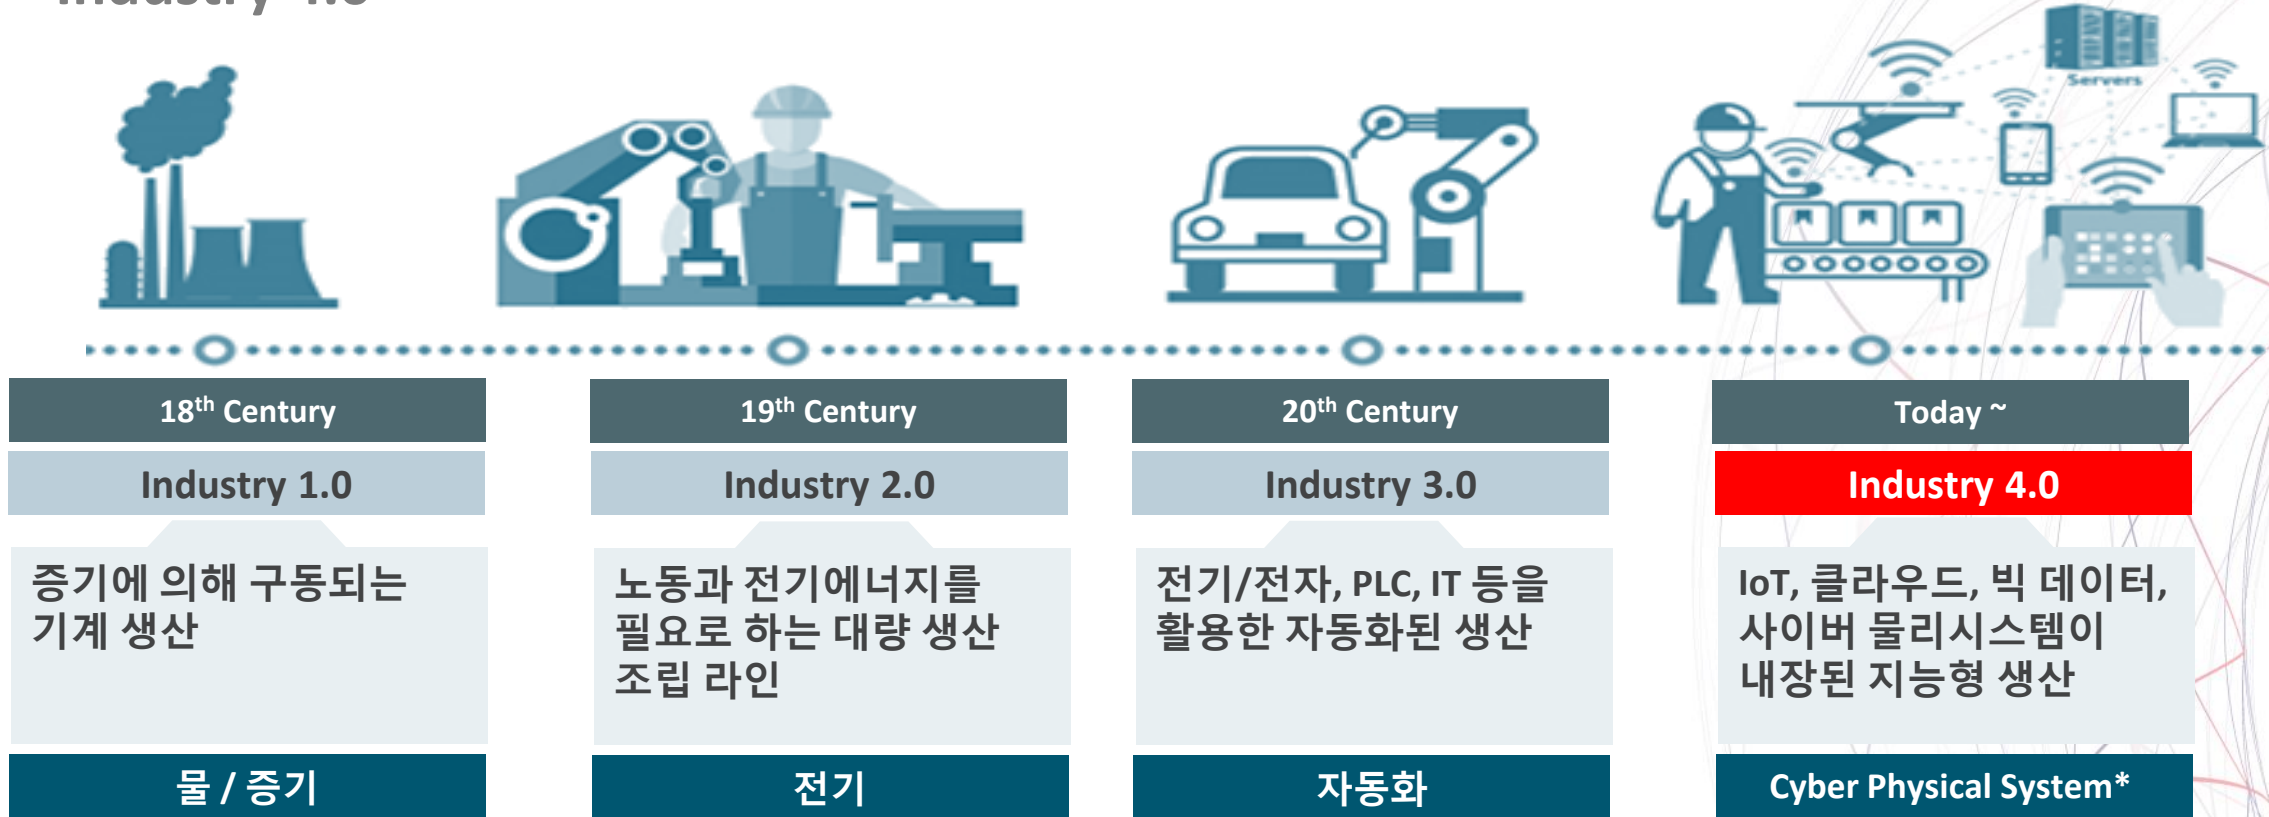 Industry 4.0
Servers
18th Century
19th Century
20th Century
Today ~
Industry 1.0
Industry 2.0
Industry 3.0
Industry 4.0
증기에 의해 구동되는
기계 생산
노동과 전기에너지를
필요로 하는 대량 생산
조립 라인
전기/전자, PLC, IT 등을
활용한 자동화된 생산
IoT, 클라우드, 빅 데이터,
사이버 물리시스템이
내장된 지능형 생산
물 / 증기
전기
자동화
Cyber Physical System*